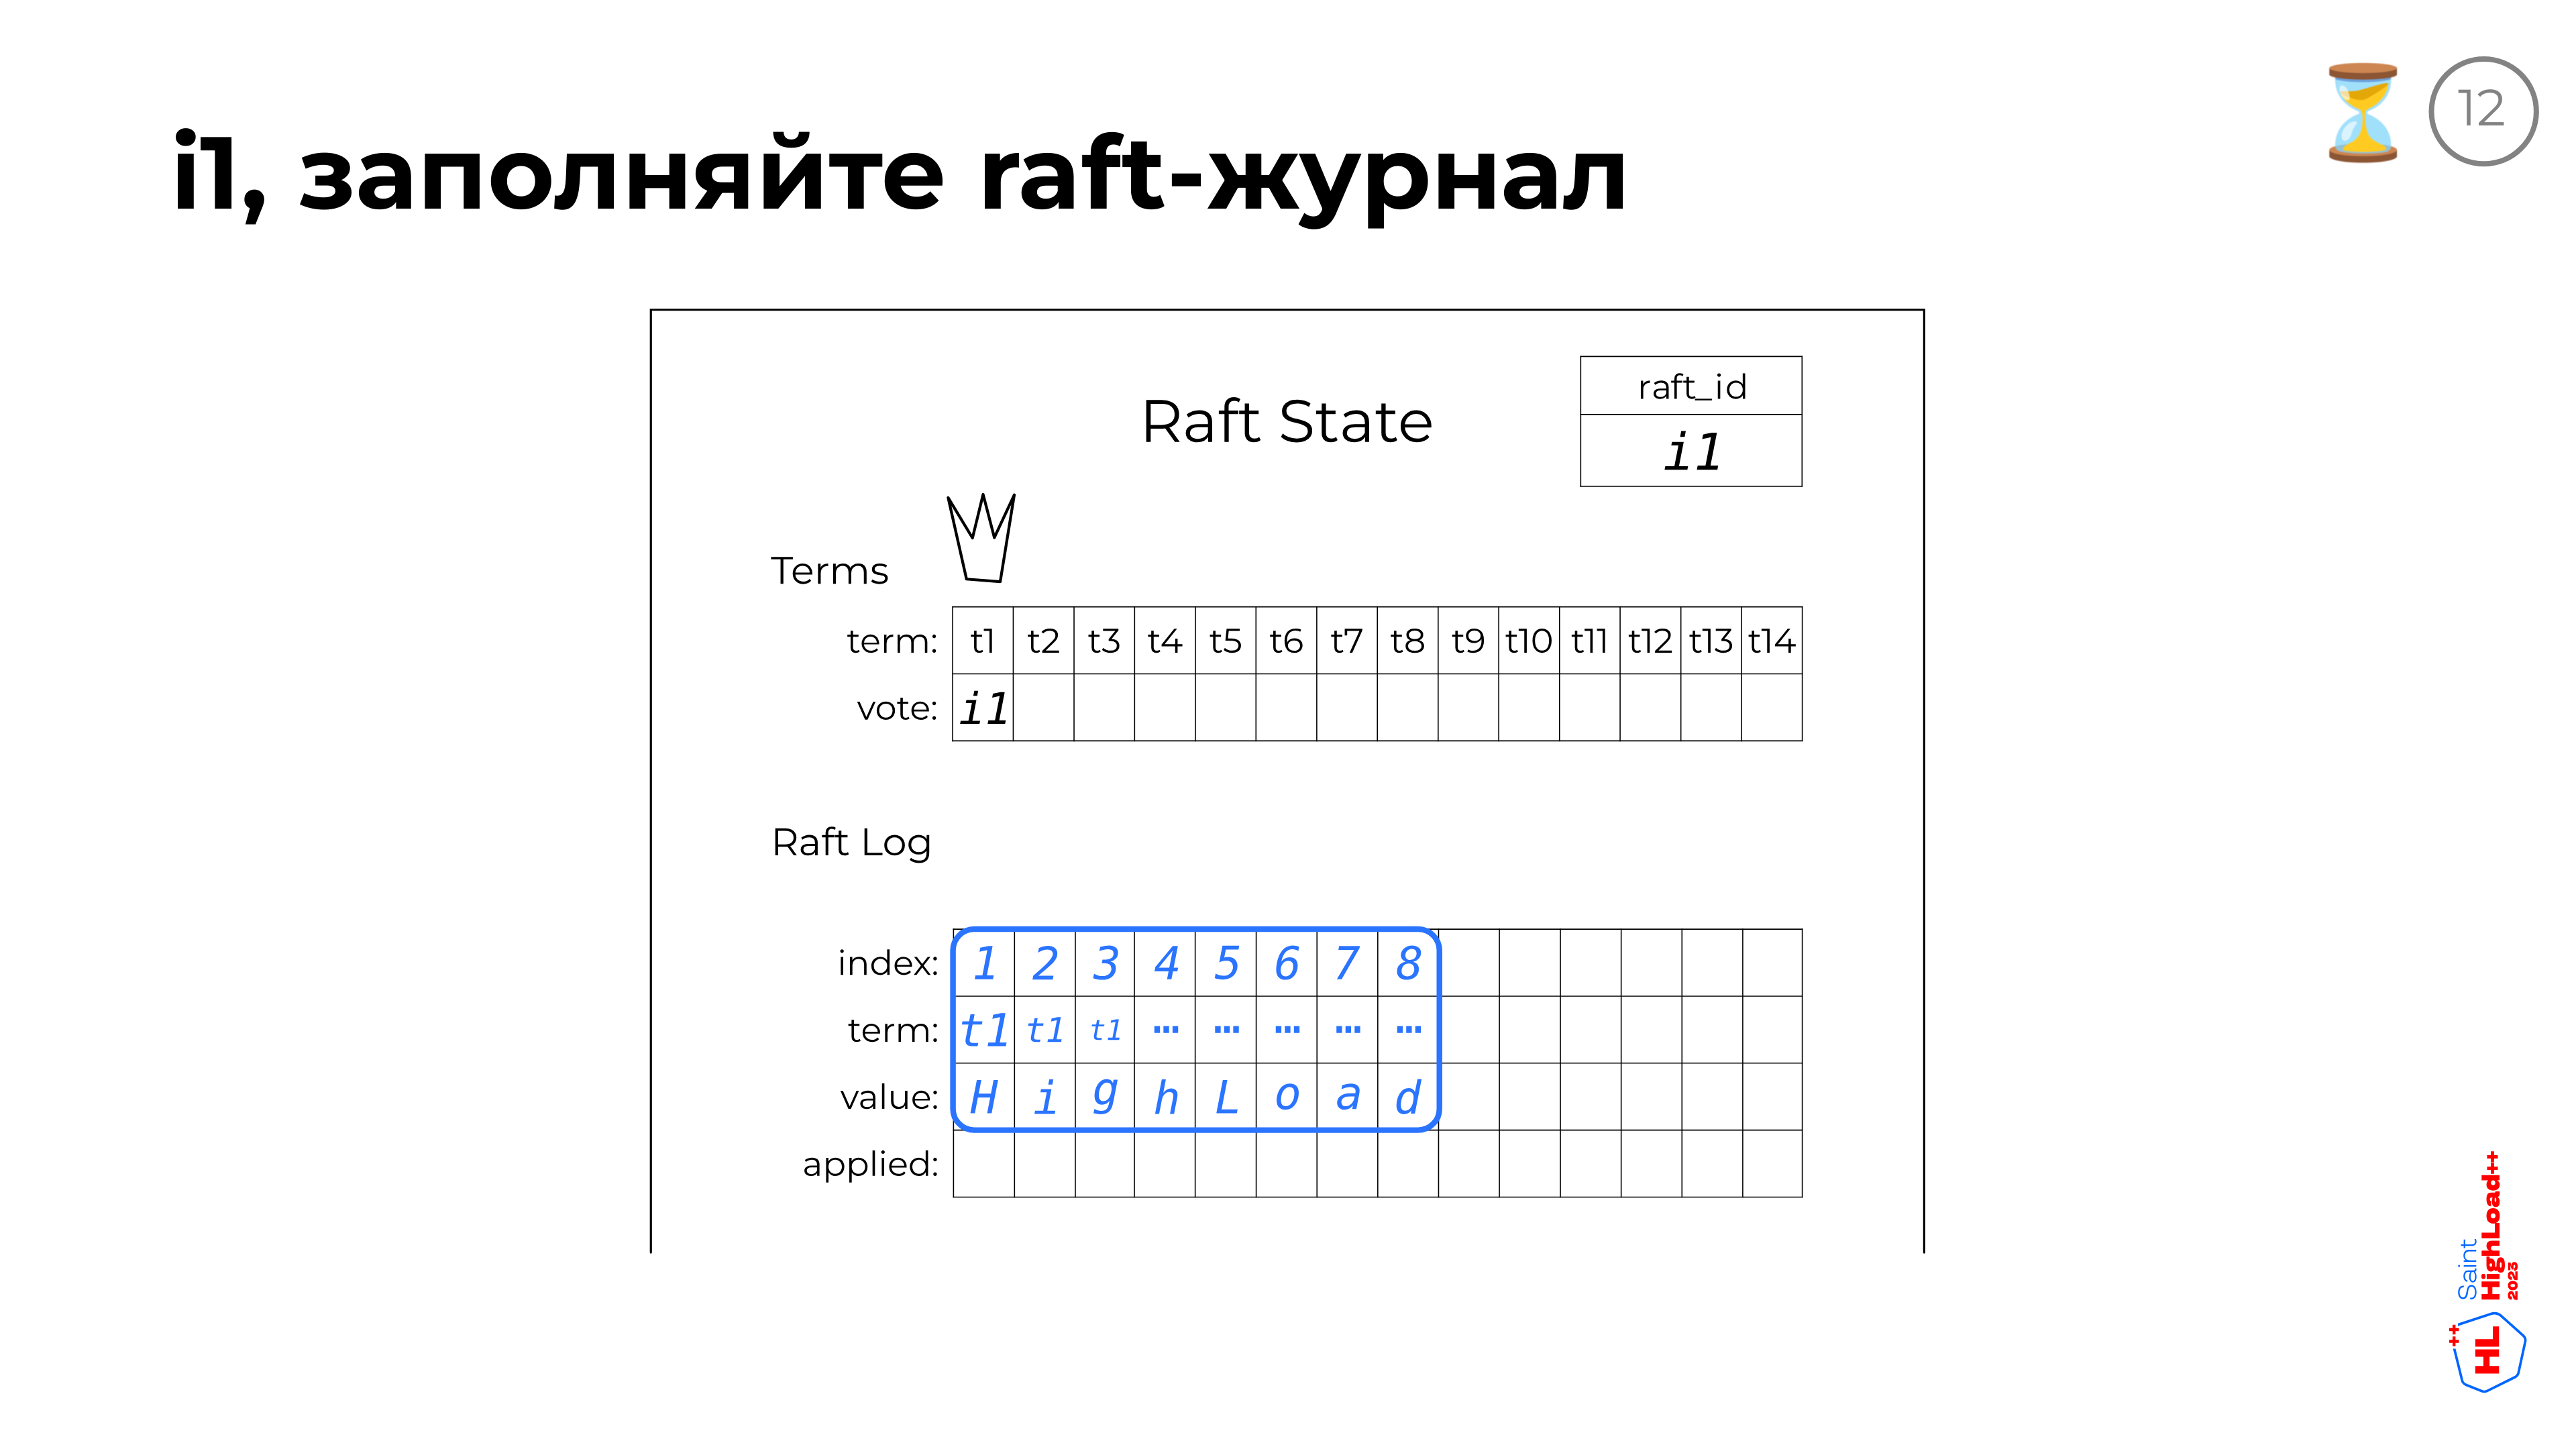 12
i1, заполняйте raft-журнал
raft_id
Raft State
i1
Terms
term: t1 t2 t3 t4 t5 t6 t7 t8 t9 t10 t11 t12 t13 t14
vote: i1
Raft Log
index: 1 2 3 4 5 6 7 8
term: t1 t1 t1 … … … … …
value: H i g h L o a d
applied:
Saint
HighLoad++
2023
HL++